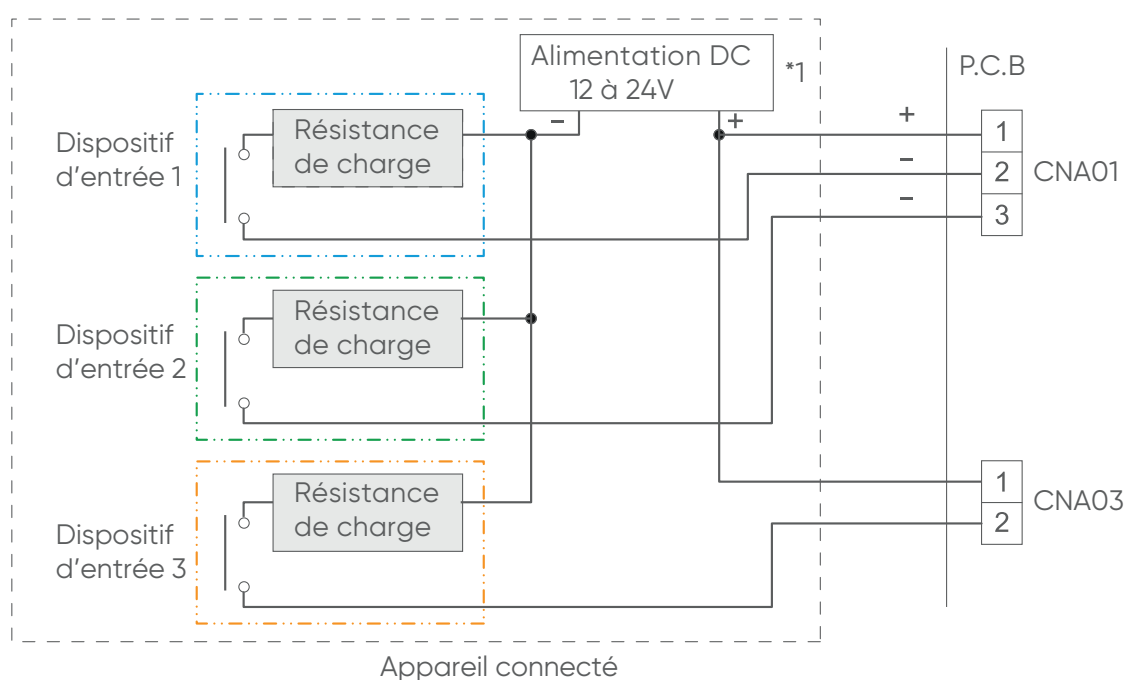 Alimentation DC
12 à 24V
*1
P.C.B
–
+
+
Dispositif
d’entrée 1
Résistance
de charge
–
–
1
2
3
CNA01
Dispositif
d’entrée 2
Résistance
de charge
Dispositif
d’entrée 3
Résistance
de charge
1
2
CNA03
Appareil connecté